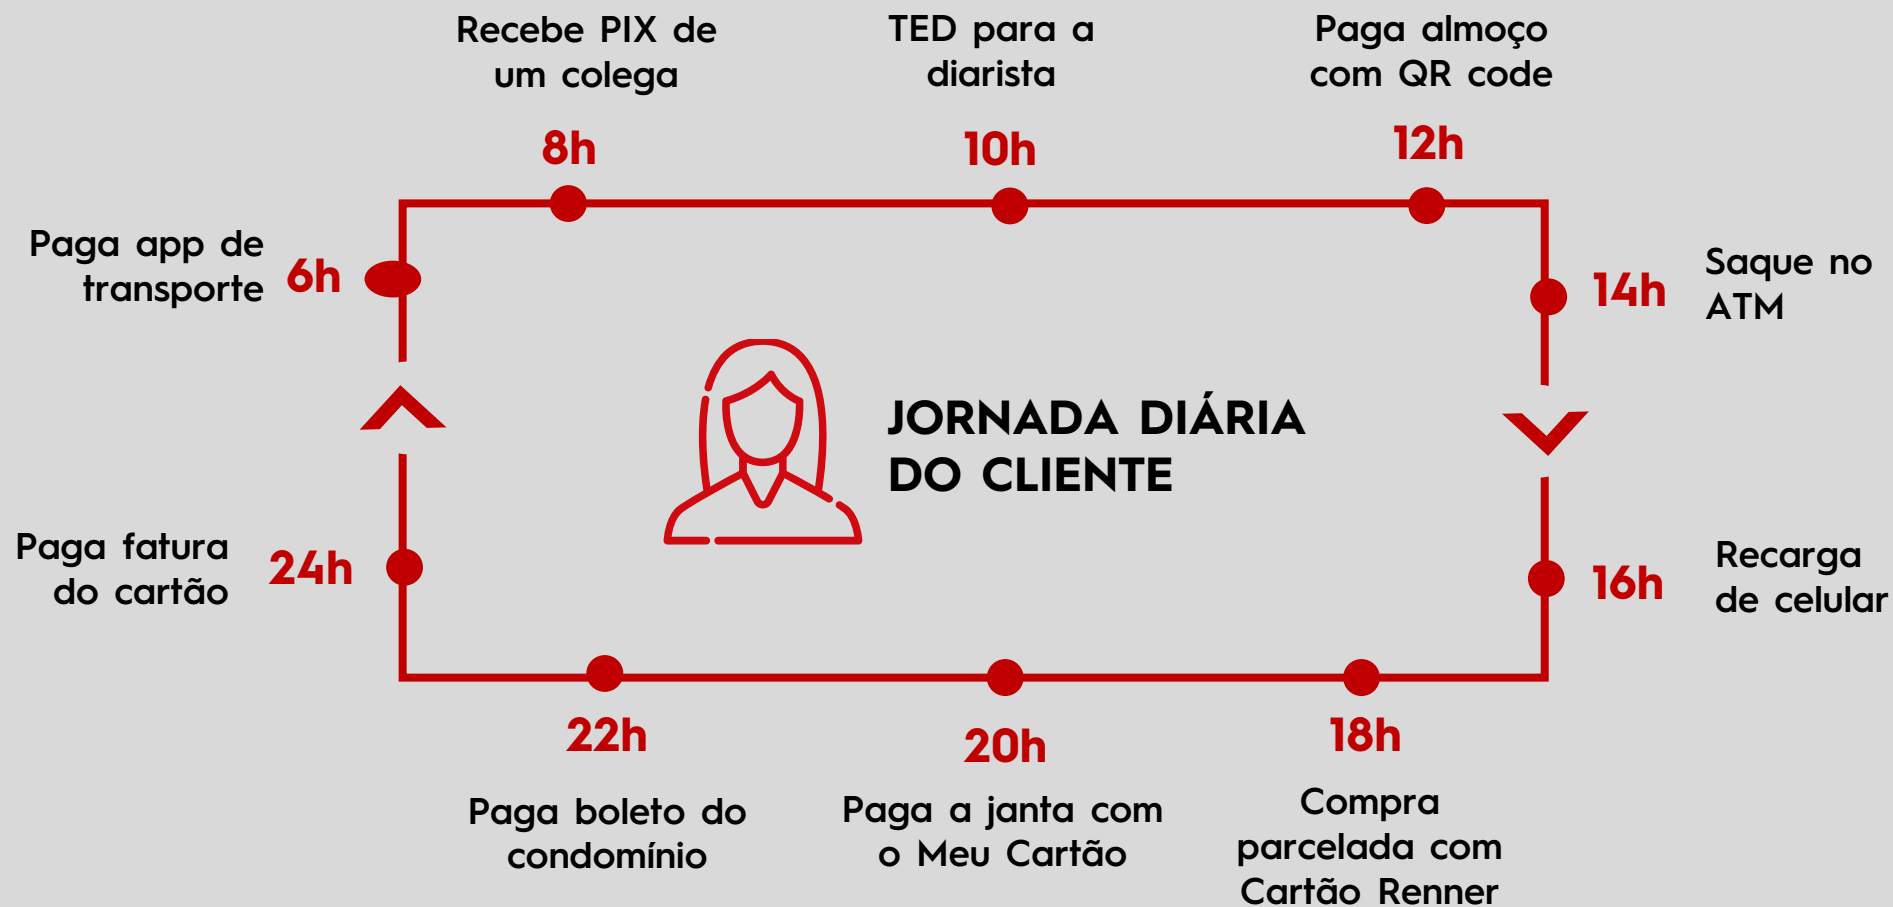 Recebe PIX de
um colega
8h
TED para a
diarista
10h
Paga almoço
com QR code
12h
Saque no
ATM
14h
Recarga
de celular
16h
18h
Compra
parcelada com
Cartão Renner
20h
Paga a janta com
o Meu Cartão
22h
Paga boleto do
condomínio
Paga fatura
do cartão
24h
Paga app de
transporte
6h
JORNADA DIÁRIA
DO CLIENTE